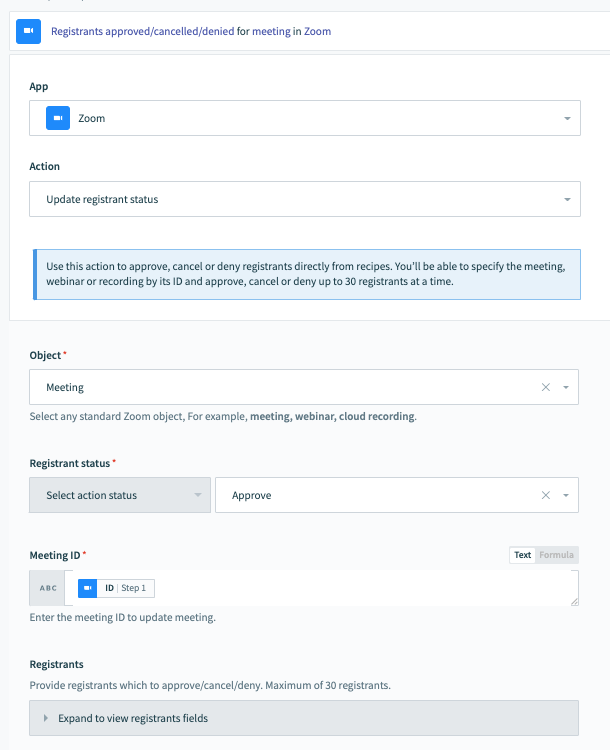 Registrants approved/cancelled/denied for meeting in Zoom
App
Zoom
Action
Update registrant status
Use this action to approve, cancel or deny registrants directly from recipes. You'll be able to specify the meeting,
webinar or recording by its ID and approve, cancel or deny up to 30 registrants at a time.
Object*
Meeting
Select any standard Zoom object, For example, meeting, webinar, cloud recording.
Registrant status*
Select action status Approve
Meeting ID* Text Formula
ABC ID | Step 1
Enter the meeting ID to update meeting.
Registrants
Provide registrants which to approve/cancel/deny. Maximum of 30 registrants.
Expand to view registrants fields